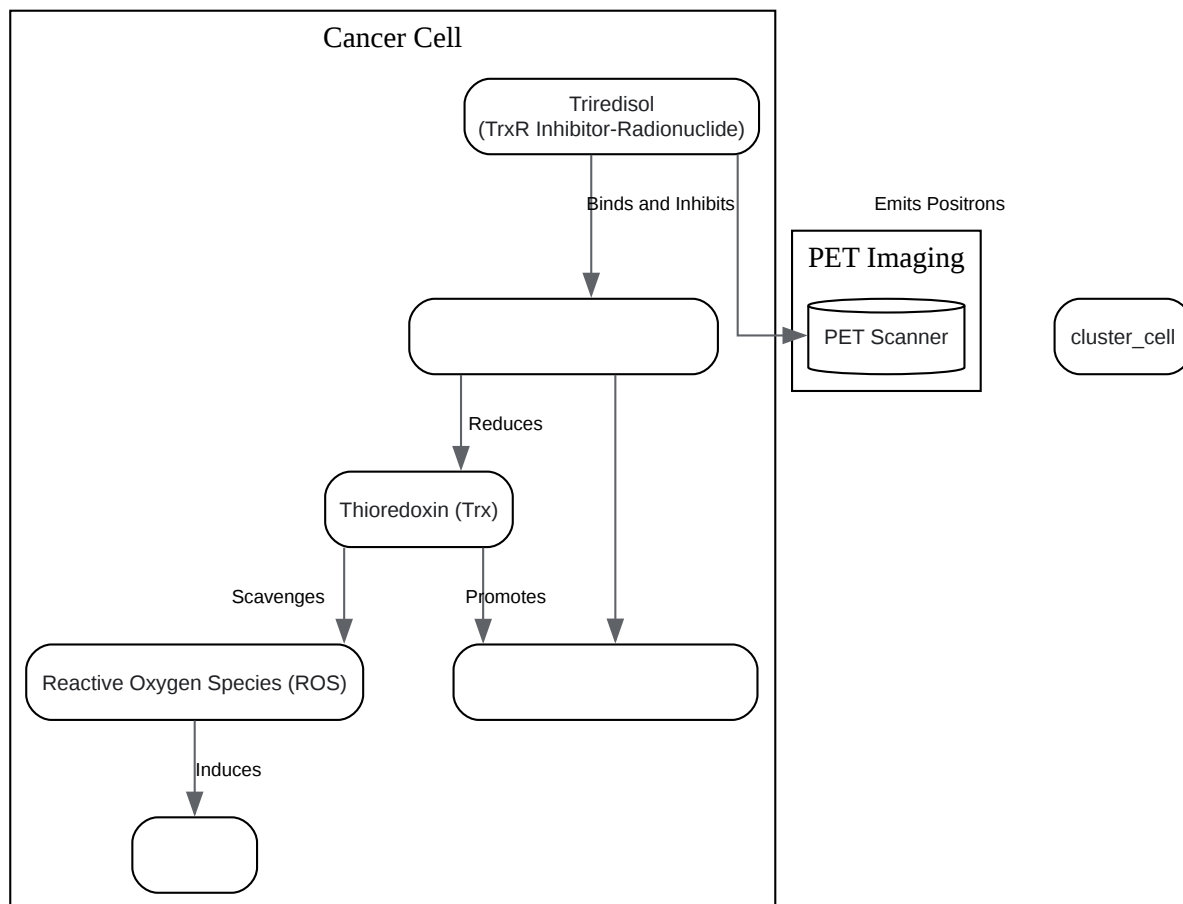 Cancer Cell
Triredisol
(TrxR Inhibitor-Radionuclide)
Binds and Inhibits
Emits Positrons
PET Imaging
PET Scanner
cluster_cell
Reduces
Thioredoxin (Trx)
Scavenges
Promotes
Reactive Oxygen Species (ROS)
Induces